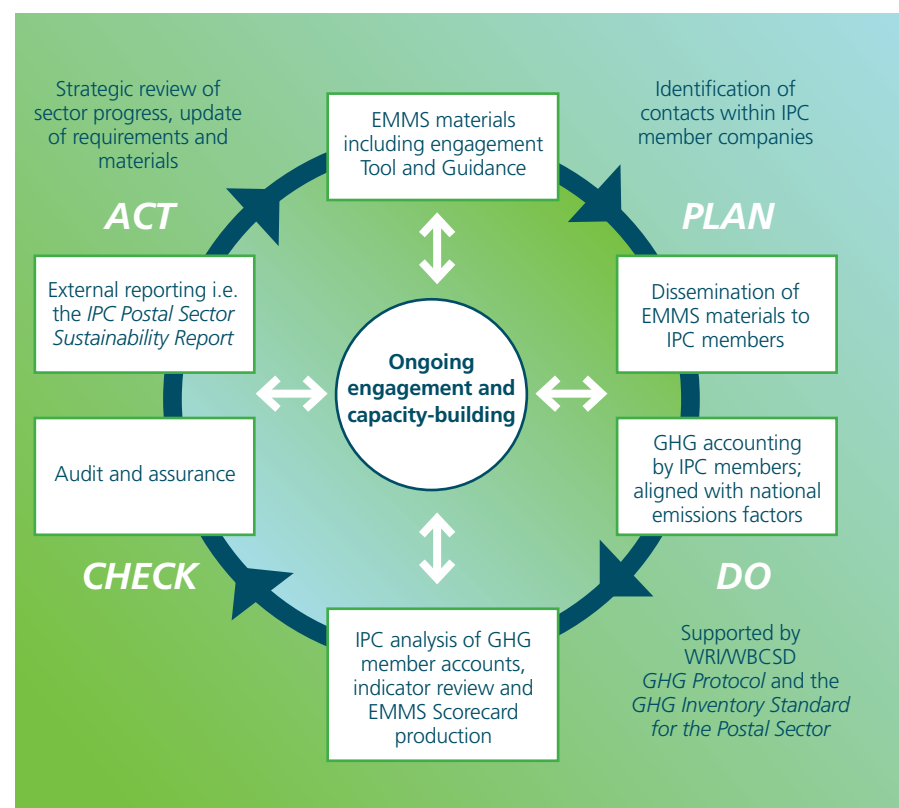 Strategic review of
sector progress, update
of requirements and
materials
ACT
EMMS materials
including engagement
Tool and Guidance
Identification of
contacts within IPC
member companies
PLAN
External reporting i.e.
the IPC Postal Sector
Sustainability Report
Ongoing
engagement and
capacity-building
Dissemination of
EMMS materials to
IPC members
Audit and assurance
GHG accounting
by IPC members;
aligned with national
emissions factors
CHECK
DO
IPC analysis of GHG
member accounts,
indicator review and
EMMS Scorecard
production
Supported by
WRI/WBCSD
GHG Protocol and the
GHG Inventory Standard
for the Postal Sector